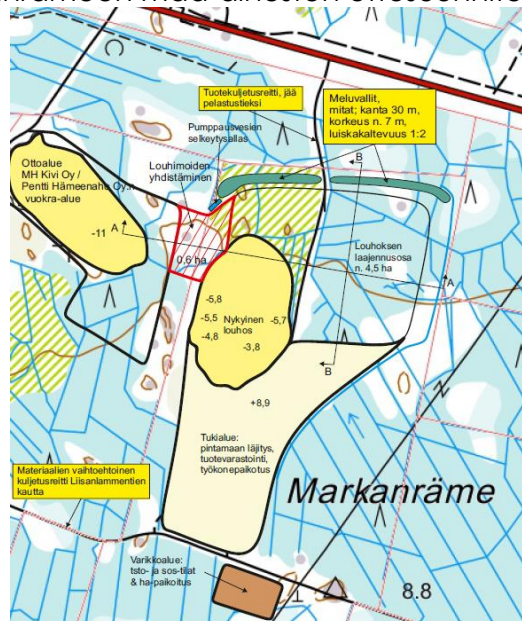 Tuotekuljetusreitti, jää
pelastustieksi
Meluvallit,
mitat; kanta 30 m,
korkeus n. 7 m,
luiskakaltevuus 1:2
Pumppausvesien
selkeytysallas
Louhimoiden
yhdistäminen
B
Ottoalue
MH Kivi Oy /
Pentti Hämeenaho Oy:n
vuokra-alue
-11
A
0.6 ha
Louhoksen
laajennusosa
n. 4,5 ha
A
-5,8
-5,5
-4,8
Nykyinen
louhos
-5,7
-3,8
B
+8,9
Tukialue:
pintamaan läjitys,
tuotevarastointi,
työkonepaikotus
Materiaalien vaihtoehtoinen
kuljetusreitti Liisanlammentien
kautta
Markanräme
Varikkoalue:
tsto- ja sos-tilat
& ha-paikoitus
8.8